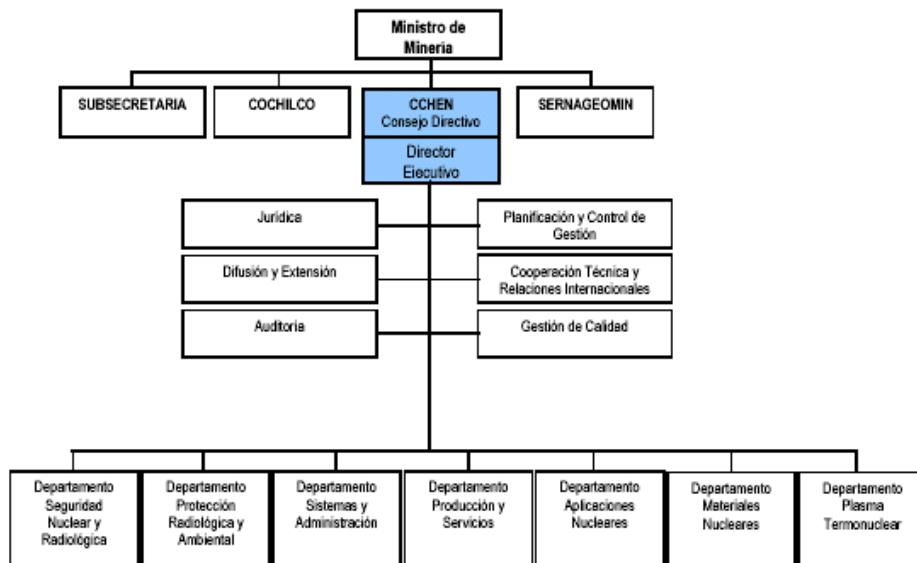 Ministro de
Mineria
SUBSECRETARIA
COCHILCO
CCHEN
Consejo Directivo
SERNAGEOMIN
Director
Ejecutivo
Jurídica
Planificación y Control de
Gestión
Difusión y Extensión
Cooperación Técnica y
Relaciones Internacionales
Auditoria
Gestión de Calidad
Departamento
Seguridad
Nuclear y
Radiológica
Departamento
Protección
Radiológica y
Ambiental
Departamento
Sistemas y
Administración
Departamento
Producción y
Servicios
Departamento
Aplicaciones
Nucleares
Departamento
Materiales
Nucleares
Departamento
Plasma
Termonuclear